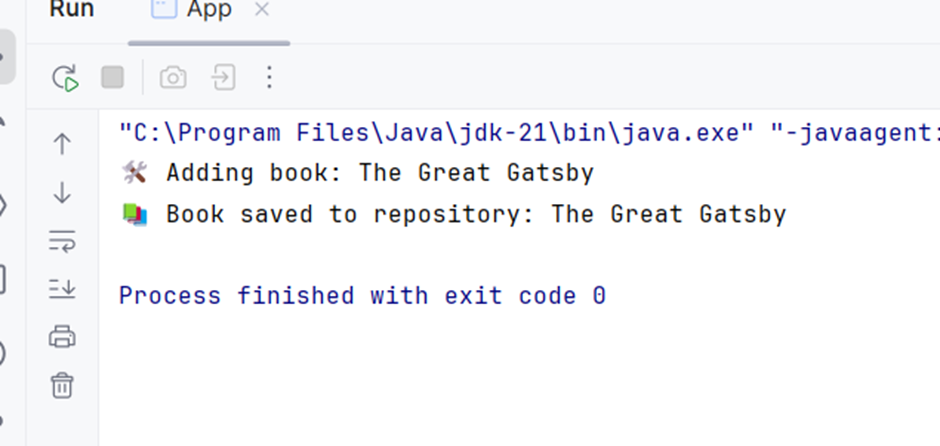 Run App
"C:\Program Files\Java\jdk-21\bin\java.exe" "-javaagent:
🛠 Adding book: The Great Gatsby
📚 Book saved to repository: The Great Gatsby
Process finished with exit code 0